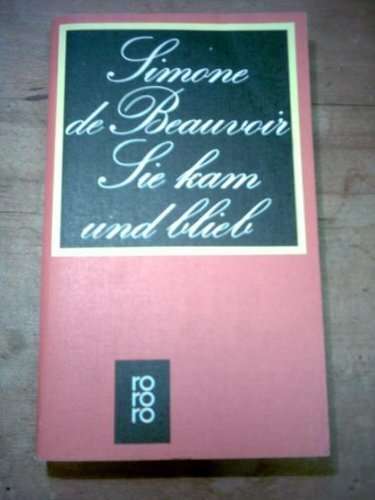 Simone
de Beauvoir
Sie kam
und blieb
ro
ro
ro